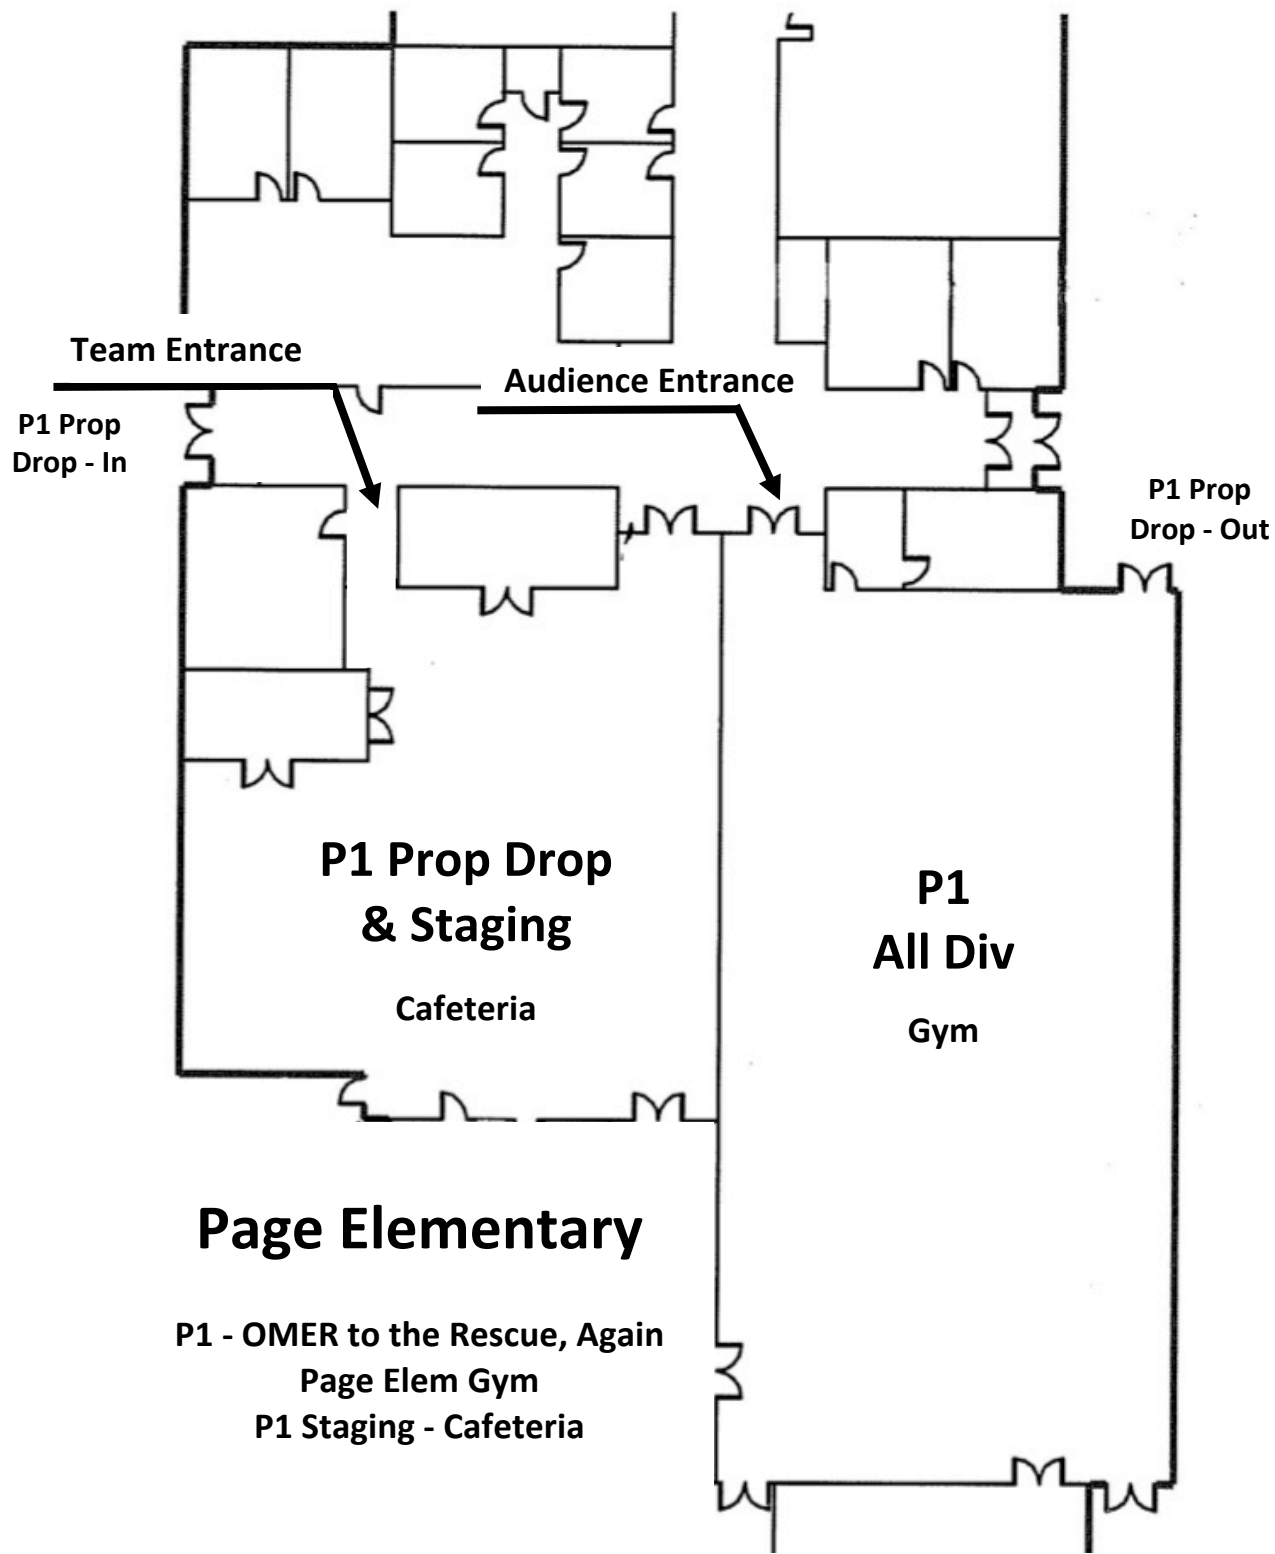 Team Entrance
Audience Entrance
P1 Prop
Drop - In
P1 Prop
Drop - Out
P1 Prop Drop
& Staging
Cafeteria
P1
All Div
Gym
Page Elementary
P1 - OMER to the Rescue, Again
Page Elem Gym
P1 Staging - Cafeteria